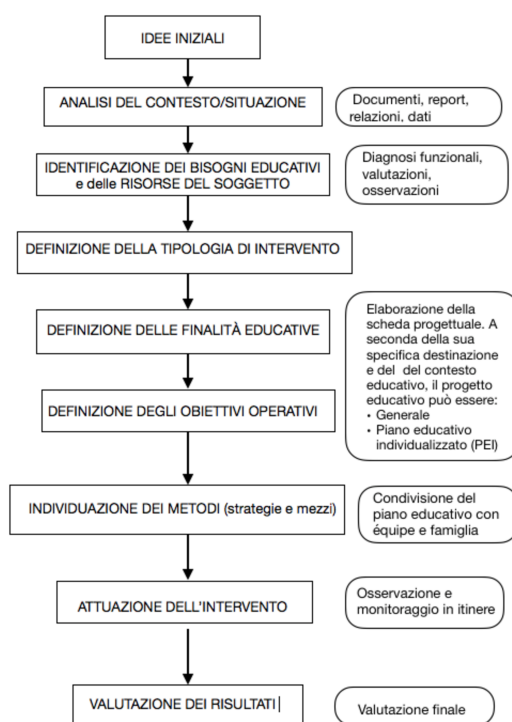 IDEE INIZIALI
ANALISI DEL CONTESTO/SITUAZIONE
Documenti, report,
relazioni. dati
IDENTIFICAZIONE DEI BISOGNI EDUCATIVI
e delle RISORSE DEL SOGGETTO
Diagnosi funzionali,
valutazioni,
osservazioni
DEFINIZIONE DELLA TIPOLOGIA DI INTERVENTO
DEFINIZIONE DELLE FINALITÀ EDUCATIVE
DEFINIZIONE DEGLI OBIETTIVI OPERATIVI
Elaborazione della
scheda progettuale. A
seconda della sua
specifica destinazione
e del  del contesto
educativo, il progetto
educativo può essere:
• Generale
• Piano educativo
individualizzato (PEI)
INDIVIDUAZIONE DEI METODI (strategie e mezzi)
Condivisione del
piano educativo con
équipe e famiglia
ATTUAZIONE DELL'INTERVENTO
Osservazione e
monitoraggio in itinere
VALUTAZIONE DEI RISULTATI
Valutazione finale